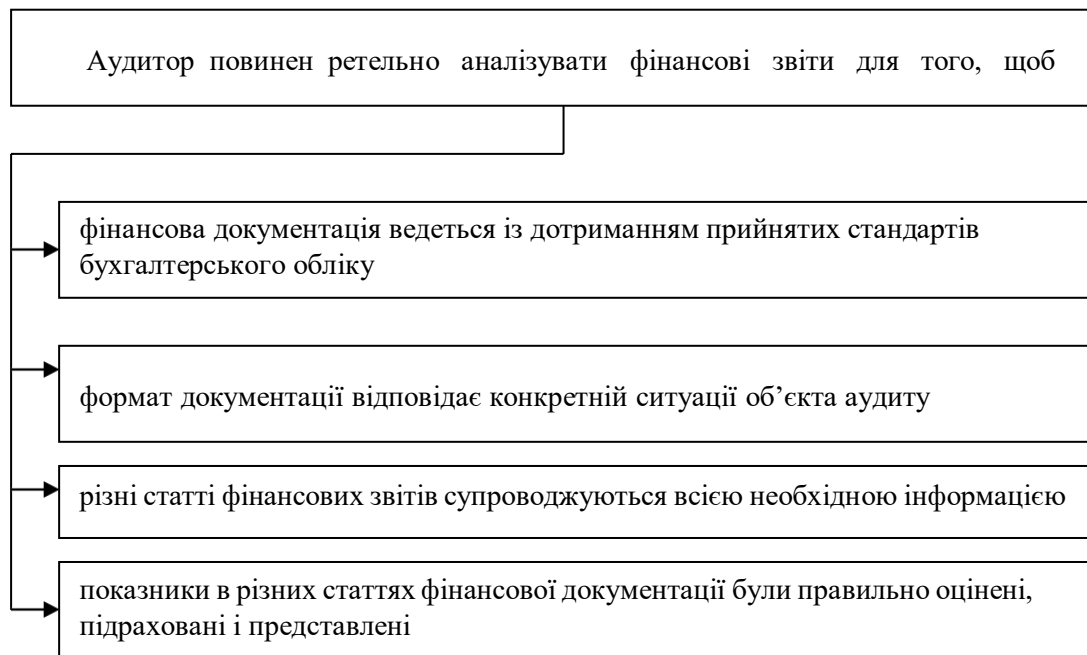 Аудитор повинен ретельно аналізувати фінансові звіти для того, щоб
фінансова документація ведеться із дотриманням прийнятих стандартів
бухгалтерського обліку
формат документації відповідає конкретній ситуації об’єкта аудиту
різні статті фінансових звітів супроводжуються всією необхідною інформацією
показники в різних статтях фінансової документації були правильно оцінені,
підраховані і представлені